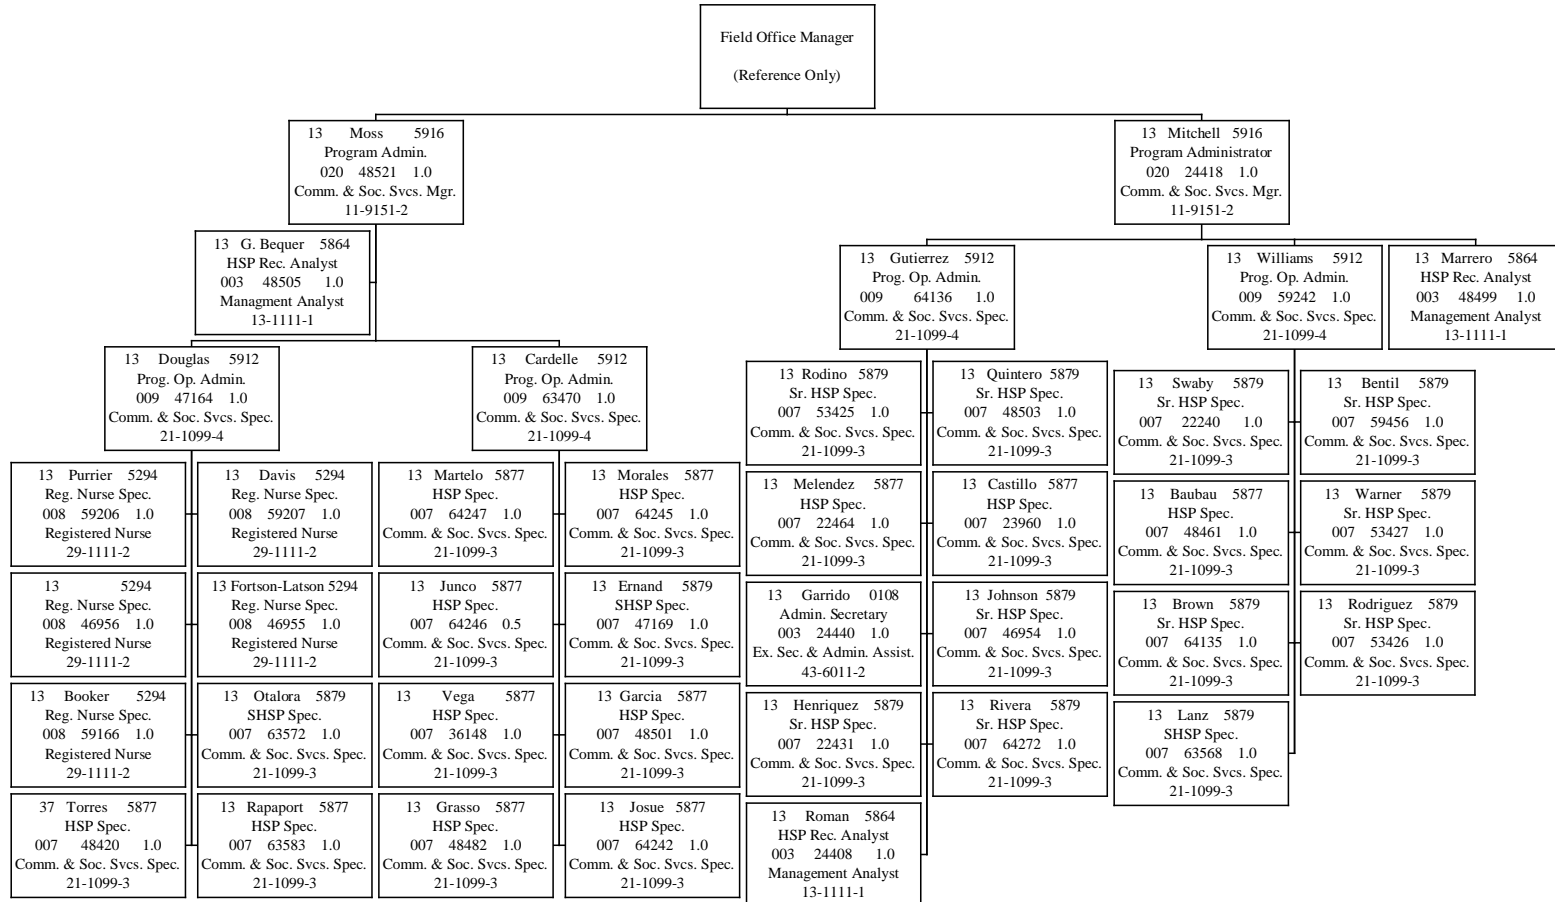 Field Office Manager
(Reference Only)
13 Moss 5916
Program Admin.
020 48521 1.0
Comm. & Soc. Svcs. Mgr.
11-9151-2
13 Mitchell 5916
Program Administrator
020 24418 1.0
Comm. & Soc. Svcs. Mgr.
11-9151-2
13 G. Bequer 5864
HSP Rec. Analyst
003 48505 1.0
Managment Analyst
13-1111-1
13 Gutierrez 5912
Prog. Op. Admin.
009 64136 1.0
Comm. & Soc. Svcs. Spec.
21-1099-4
13 Williams 5912
Prog. Op. Admin.
009 59242 1.0
Comm. & Soc. Svcs. Spec.
21-1099-4
13 Marrero 5864
HSP Rec. Analyst
003 48499 1.0
Management Analyst
13-1111-1
13 Douglas 5912
Prog. Op. Admin.
009 47164 1.0
Comm. & Soc. Svcs. Spec.
21-1099-4
13 Cardelle 5912
Prog. Op. Admin.
009 63470 1.0
Comm. & Soc. Svcs. Spec.
21-1099-4
13 Purrier 5294
Reg. Nurse Spec.
008 59206 1.0
Registered Nurse
29-1111-2
13 Davis 5294
Reg. Nurse Spec.
008 59207 1.0
Registered Nurse
29-1111-2
13 5294
Reg. Nurse Spec.
008 46956 1.0
Registered Nurse
29-1111-2
13 Fortson-Latson 5294
Reg. Nurse Spec.
008 46955 1.0
Registered Nurse
29-1111-2
13 Booker 5294
Reg. Nurse Spec.
008 59166 1.0
Registered Nurse
29-1111-2
13 Otalora 5879
SHSP Spec.
007 63572 1.0
Comm. & Soc. Svcs. Spec.
21-1099-3
37 Torres 5877
HSP Spec.
007 48420 1.0
Comm. & Soc. Svcs. Spec.
21-1099-3
13 Rapaport 5877
HSP Spec.
007 63583 1.0
Comm. & Soc. Svcs. Spec.
21-1099-3
13 Martelo 5877
HSP Spec.
007 64247 1.0
Comm. & Soc. Svcs. Spec.
21-1099-3
13 Morales 5877
HSP Spec.
007 64245 1.0
Comm. & Soc. Svcs. Spec.
21-1099-3
13 Junco 5877
HSP Spec.
007 64246 0.5
Comm. & Soc. Svcs. Spec.
21-1099-3
13 Ernand 5879
SHSP Spec.
007 47169 1.0
Comm. & Soc. Svcs. Spec.
21-1099-3
13 Vega 5877
HSP Spec.
007 36148 1.0
Comm. & Soc. Svcs. Spec.
21-1099-3
13 Garcia 5877
HSP Spec.
007 48501 1.0
Comm. & Soc. Svcs. Spec.
21-1099-3
13 Grasso 5877
HSP Spec.
007 48482 1.0
Comm. & Soc. Svcs. Spec.
21-1099-3
13 Josue 5877
HSP Spec.
007 64242 1.0
Comm. & Soc. Svcs. Spec.
21-1099-3
13 Rodino 5879
Sr. HSP Spec.
007 53425 1.0
Comm. & Soc. Svcs. Spec.
21-1099-3
13 Quintero 5879
Sr. HSP Spec.
007 48503 1.0
Comm. & Soc. Svcs. Spec.
21-1099-3
13 Melendez 5877
HSP Spec.
007 22464 1.0
Comm. & Soc. Svcs. Spec.
21-1099-3
13 Castillo 5877
HSP Spec.
007 23960 1.0
Comm. & Soc. Svcs. Spec.
21-1099-3
13 Garrido 0108
Admin. Secretary
003 24440 1.0
Ex. Sec. & Admin. Assist.
43-6011-2
13 Johnson 5879
Sr. HSP Spec.
007 46954 1.0
Comm. & Soc. Svcs. Spec.
21-1099-3
13 Henriquez 5879
Sr. HSP Spec.
007 22431 1.0
Comm. & Soc. Svcs. Spec.
21-1099-3
13 Rivera 5879
Sr. HSP Spec.
007 64272 1.0
Comm. & Soc. Svcs. Spec.
21-1099-3
13 Roman 5864
HSP Rec. Analyst
003 24408 1.0
Management Analyst
13-1111-1
13 Swaby 5879
Sr. HSP Spec.
007 22240 1.0
Comm. & Soc. Svcs. Spec.
21-1099-3
13 Bentil 5879
Sr. HSP Spec.
007 59456 1.0
Comm. & Soc. Svcs. Spec.
21-1099-3
13 Baubau 5877
HSP Spec.
007 48461 1.0
Comm. & Soc. Svcs. Spec.
21-1099-3
13 Warner 5879
Sr. HSP Spec.
007 53427 1.0
Comm. & Soc. Svcs. Spec.
21-1099-3
13 Brown 5879
Sr. HSP Spec.
007 64135 1.0
Comm. & Soc. Svcs. Spec.
21-1099-3
13 Rodriguez 5879
Sr. HSP Spec.
007 53426 1.0
Comm. & Soc. Svcs. Spec.
21-1099-3
13 Lanz 5879
SHSP Spec.
007 63568 1.0
Comm. & Soc. Svcs. Spec.
21-1099-3